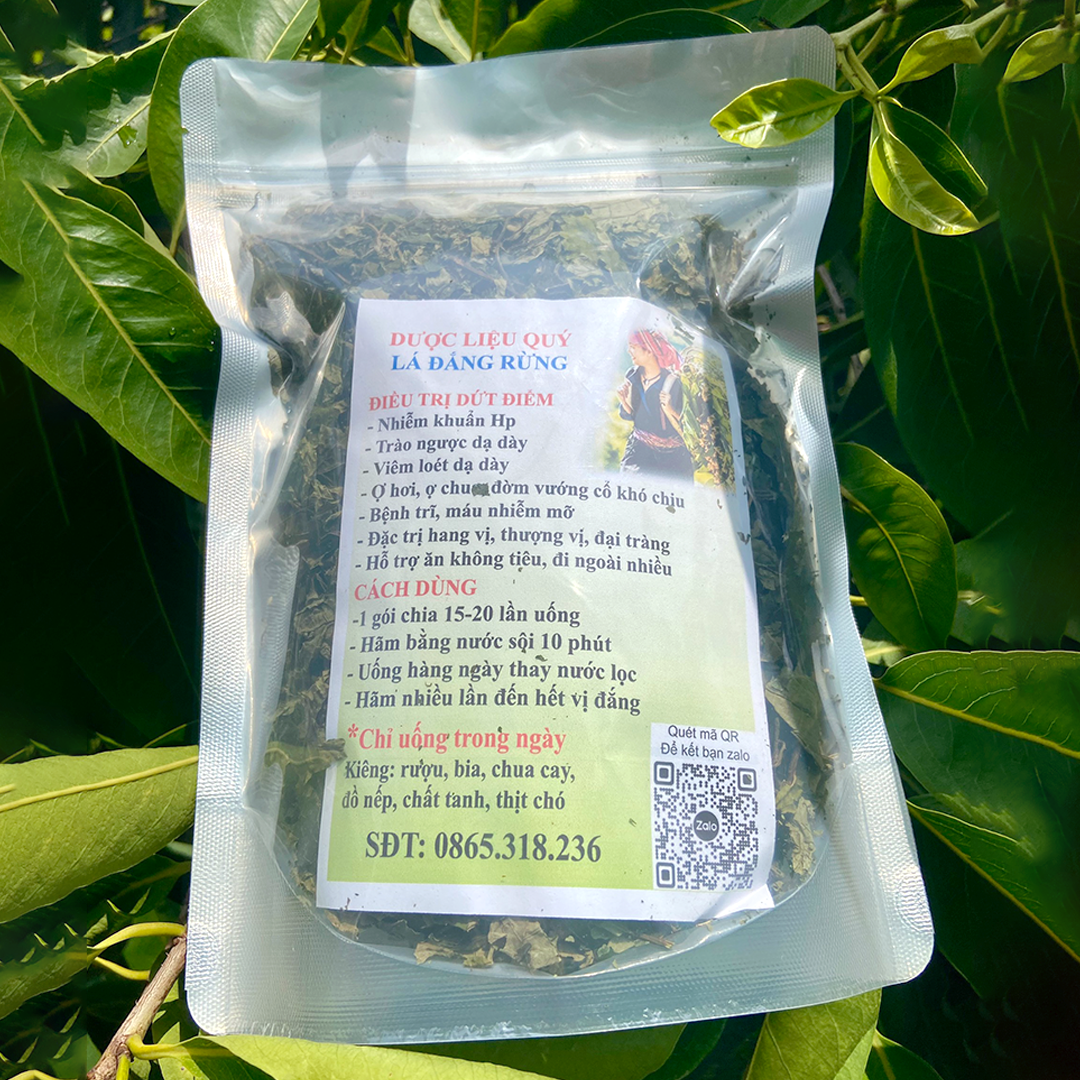 DƯỢC LIỆU QUÝ
LÁ ĐẮNG RỪNG
ĐIỀU TRỊ DỨT ĐIỂM
- Nhiễm khuẩn Hp
- Trào ngược dạ dày
- Viêm loét dạ dày
- Ợ hơi, ợ chua đờm vướng cổ khó chịu
- Bệnh trĩ, máu nhiễm mỡ
- Đặc trị hang vị, thượng vị, đại tràng
- Hỗ trợ ăn không tiêu, đi ngoài nhiều
CÁCH DÙNG
-1 gói chia 15-20 lần uống
- Hãm bằng nước sôi 10 phút
- Uống hàng ngày thay nước lọc
- Hãm nhiều lần đến hết vị đắng
*Chỉ uống trong ngày
Kiêng: rượu, bia, chua cay,
đồ nếp, chất tanh, thịt chó
SĐT: 0865.318.236
Quét mã QR
Để kết bạn zalo
Zalo